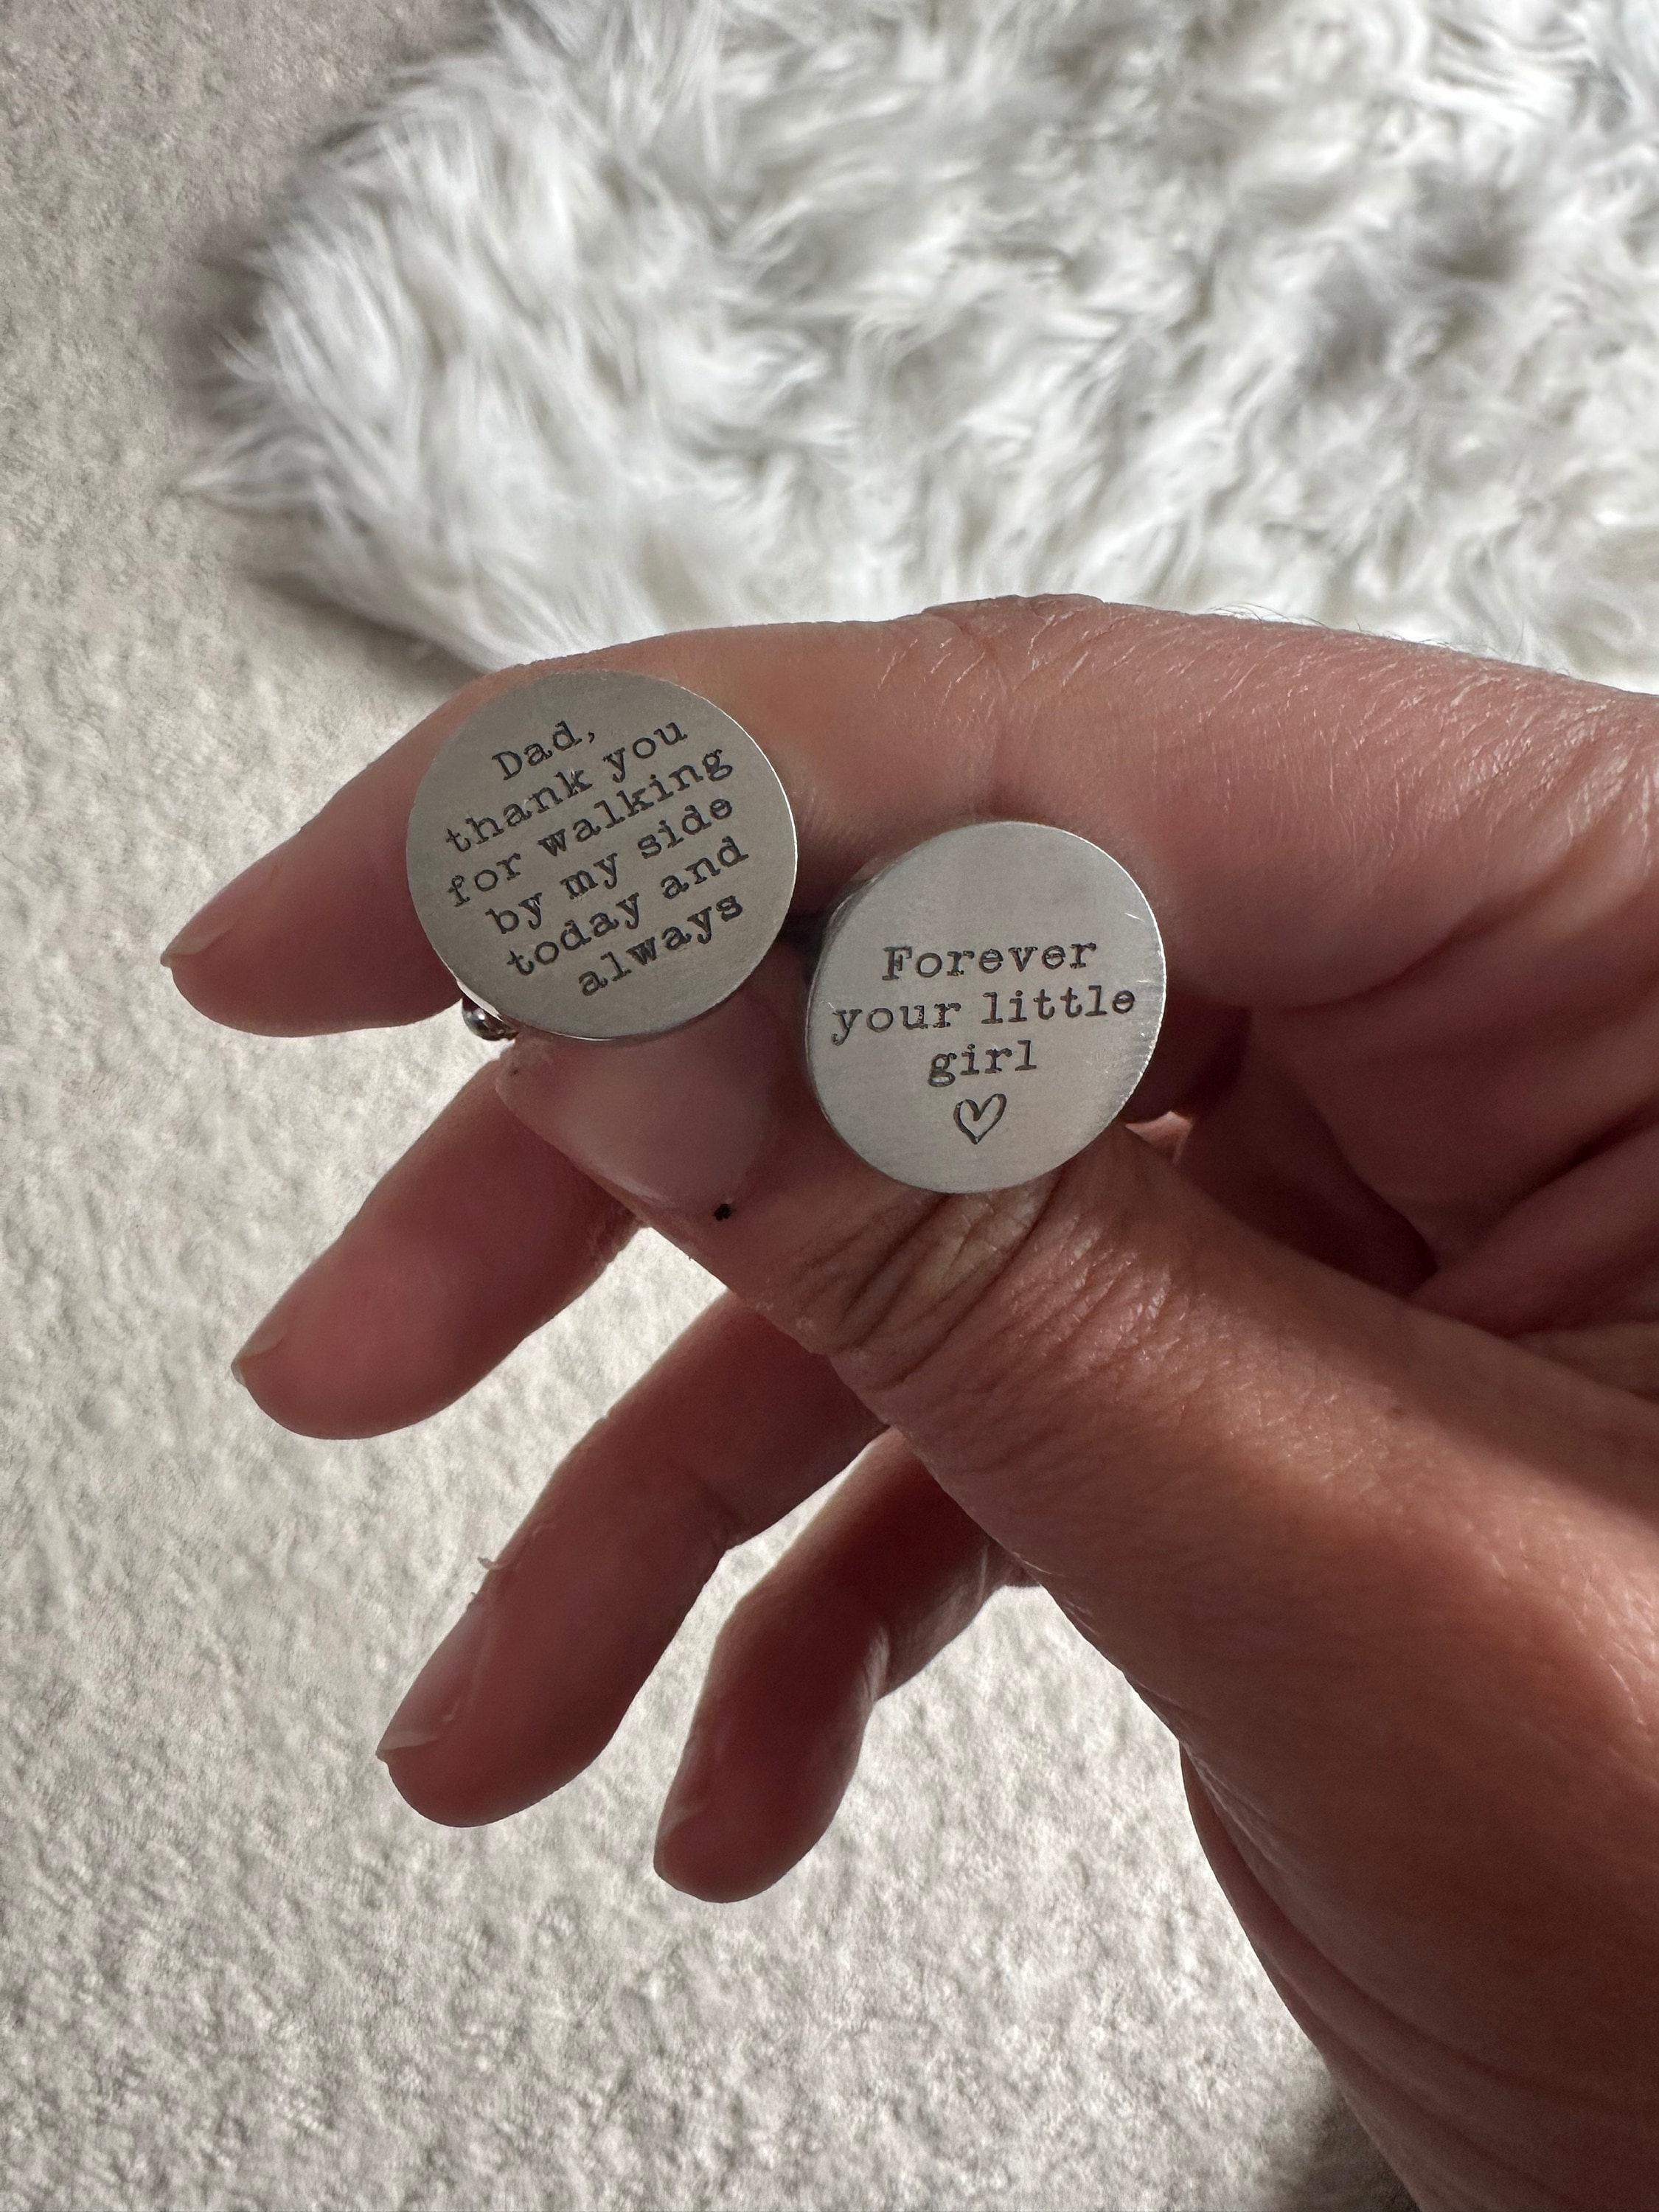 Dad,
thank you
for walking
by my side
today and
always
Forever
your little
girl